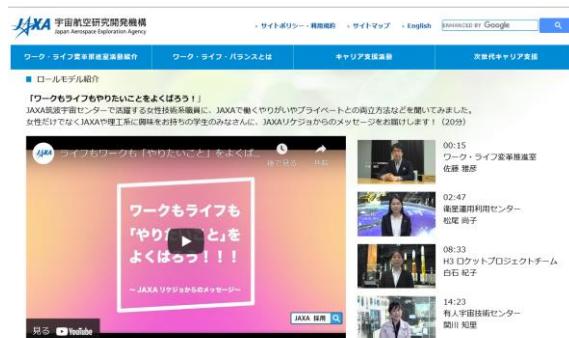 JAXA 宇宙航空研究開発機構
Japan Aerospace Exploration Agency
サイトポリシー・利用規約 サイトマップ English
ENHANCED BY Google
ワーク・ライフ変革推進室活動紹介 ワーク・ライフ・バランスとは キャリア支援活動 次世代キャリア支援
■ ロールモデル紹介
「ワークもライフもやりたいことをよくばろう！」
JAXA筑波宇宙センターで活躍する女性技術系職員に、JAXAで働くやりがいやプライベートとの両立方法などを聞いてみました。
女性だけでなくJAXAや理工系に興味をお持ちの学生のみなさんに、JAXAリケジョからのメッセージをお届けします！（20分）
JAXA ライフもワークも「やりたいこと」をよくば...
後で見る 共有
ワークもライフも
「やりたいこと」を
よくばろう！！！
～ JAXA リケジョからのメッセージ～
JAXA 採用
見る YouTube
00:15
ワーク・ライフ変革推進室
佐藤 雅彦
02:47
衛星運用利用センター
松尾 尚子
08:33
H3 ロケットプロジェクトチーム
白石 紀子
14:23
有人宇宙技術センター
関川 知里